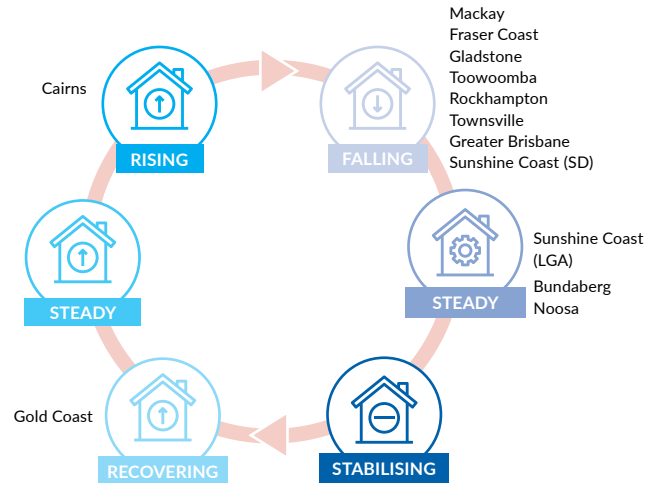 Cairns
RISING
Mackay
Fraser Coast
Gladstone
Toowoomba
Rockhampton
Townsville
Greater Brisbane
Sunshine Coast (SD)
FALLING
Sunshine Coast
(LGA)
Bundaberg
Noosa
STEADY
STABILISING
Gold Coast
RECOVERING
STEADY